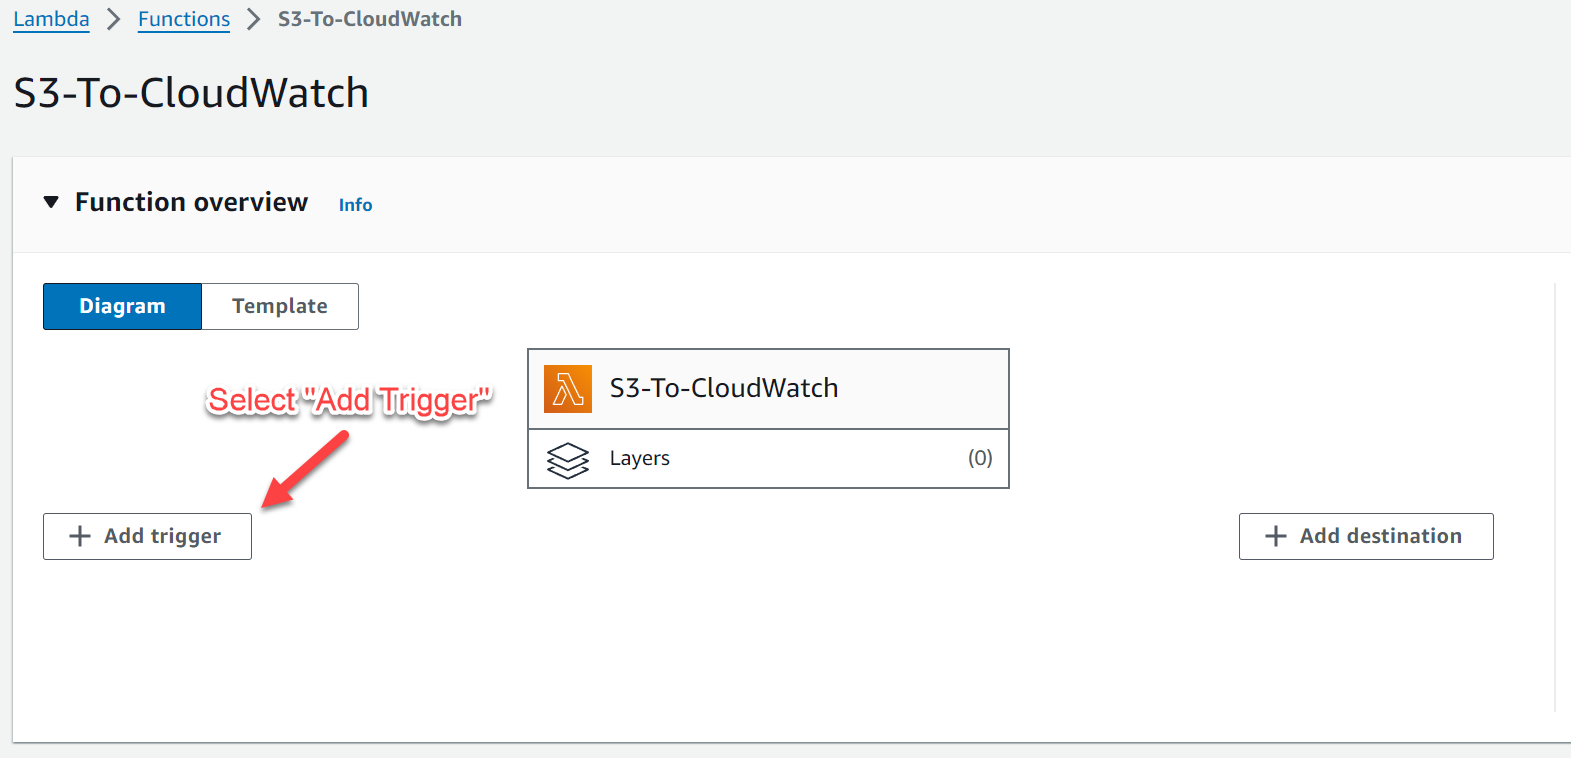 Lambda > Functions > S3-To-CloudWatch
S3-To-CloudWatch
Function overview Info
Diagram Template
S3-To-CloudWatch
Select "Add Trigger"
Layers (0)
+ Add trigger
+ Add destination